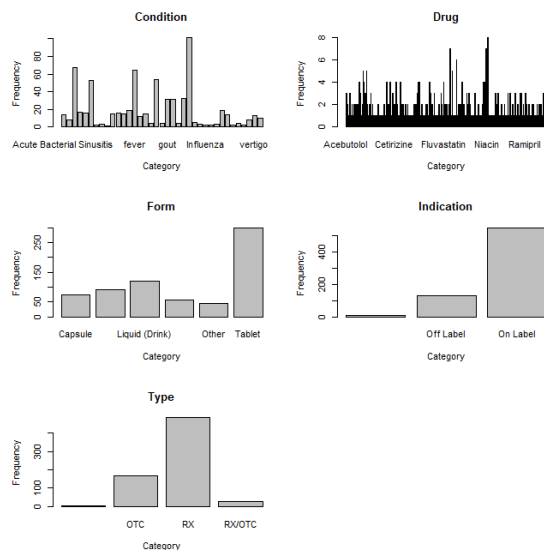 Condition
Frequency
0 20 40 60 80
Acute Bacterial Sinusitis fever gout Influenza vertigo
Category
Drug
Frequency
0 2 4 6 8
Acebutolol Cetirizine Fluvastatin Niacin Ramipril
Category
Form
Frequency
0 50 150 250
Capsule Liquid (Drink) Other Tablet
Category
Indication
Frequency
0 200 400
Off Label On Label
Category
Type
Frequency
0 100 300
OTC RX RX/OTC
Category